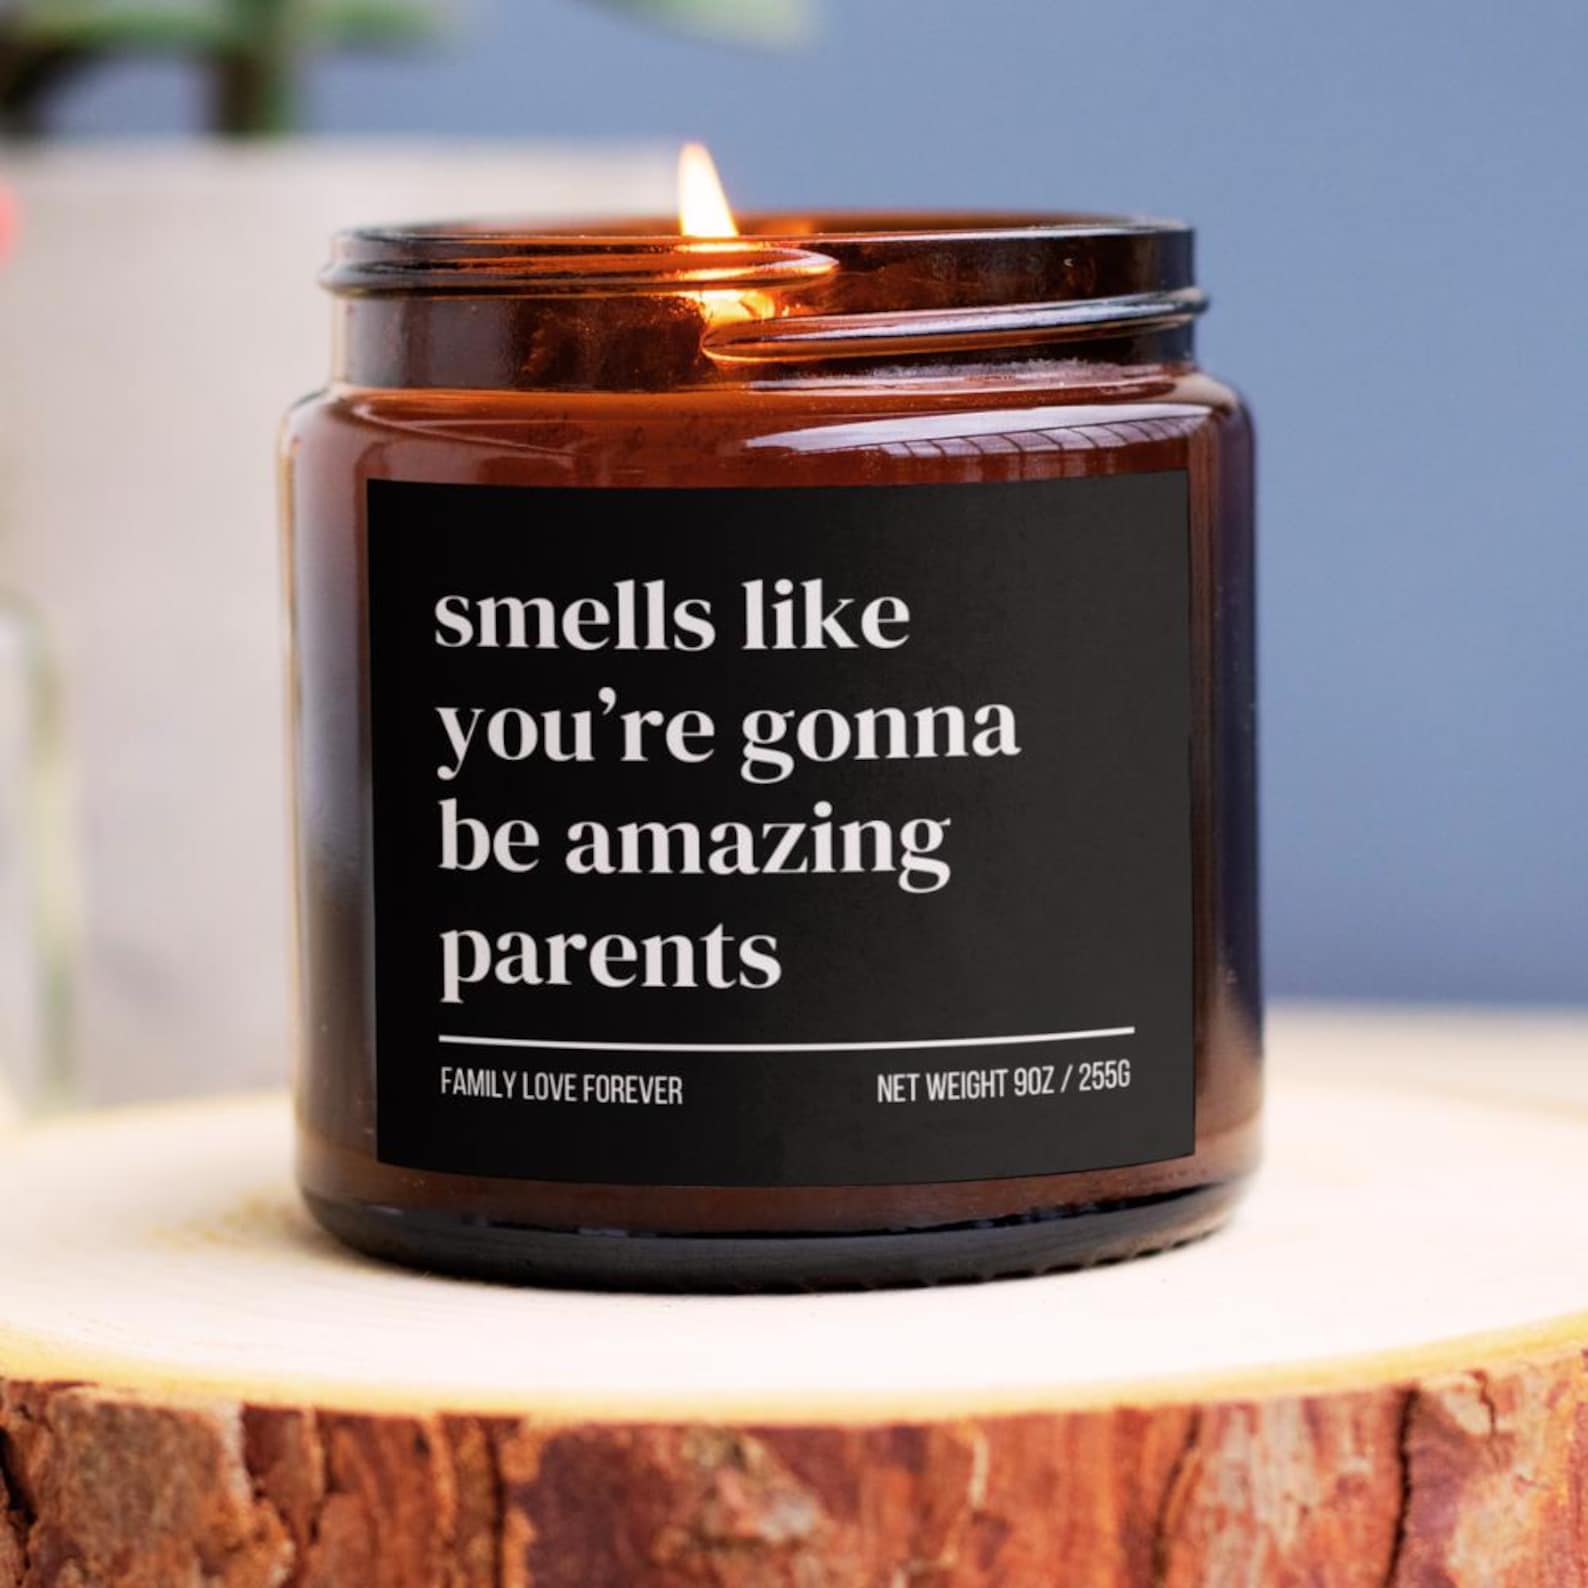 smells like
you’re gonna
be amazing
parents
FAMILY LOVE FOREVER NET WEIGHT 9OZ / 255G